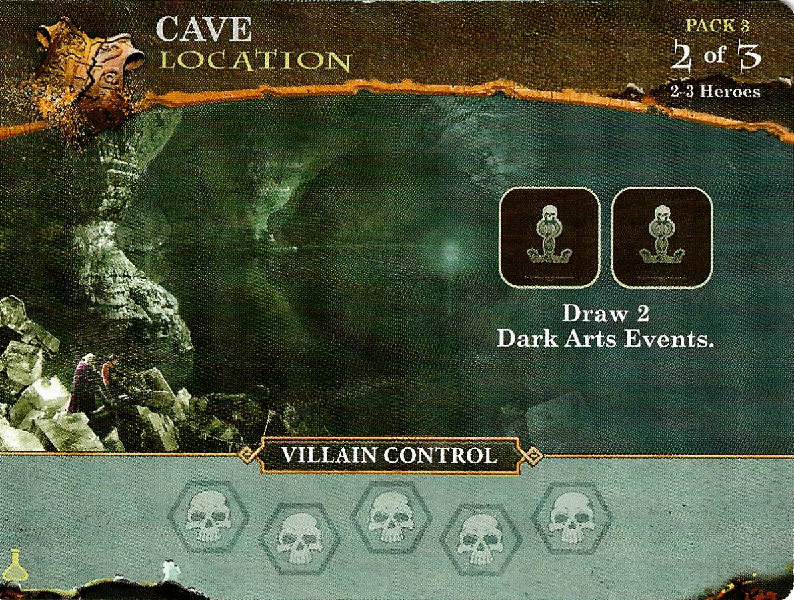 CAVE
LOCATION
PACK 3
2 of 3
2-3 Heroes
Draw 2
Dark Arts Events.
VILLAIN CONTROL